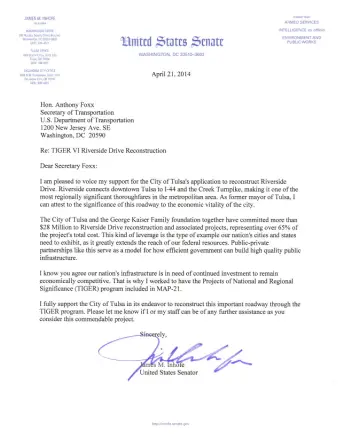 JAMES M. INHOFE
OKLAHOMA
ARMED SERVICES
ENVIRONMENT AND
PUBLIC WORKS
United States Senate
WASHINGTON, DC 20510-3603
April 21, 2014
Hon. Anthony Foxx
Secretary of Transportation
U.S. Department of Transportation
1200 New Jersey Ave. SE
Washington, DC 20590
Re: TIGER VI Riverside Drive Reconstruction
Dear Secretary Foxx:
I am pleased to voice my support for the City of Tulsa's application to reconstruct Riverside
Drive. Riverside connects downtown Tulsa to I-44 and the Creek Turnpike, making it one of the
most regionally significant thoroughfares in the metropolitan area. As former mayor of Tulsa, I
can attest to the significance of this roadway to the economic vitality of the city.
The City of Tulsa and the George Kaiser Family foundation together have committed more than
$28 Million to Riverside Drive reconstruction and associated projects, representing over 65% of
the project's total cost. This kind of leverage is the type of example our nation's cities and states
need to exhibit, as it greatly extends the reach of our federal resources. Public-private
partnerships like this serve as a model for how efficient government can build high quality public
infrastructure.
I know you agree our nation's infrastructure is in need of continued investment to remain
economically competitive. That is why I worked to have the Projects of National and Regional
Significance (TIGER) program included in MAP-21.
I fully support the City of Tulsa in its endeavor to reconstruct this important roadway through the
TIGER program. Please let me know if I or my staff can be of any further assistance as you
consider this commendable project.
Sincerely,
James M. Inhofe
United States Senator